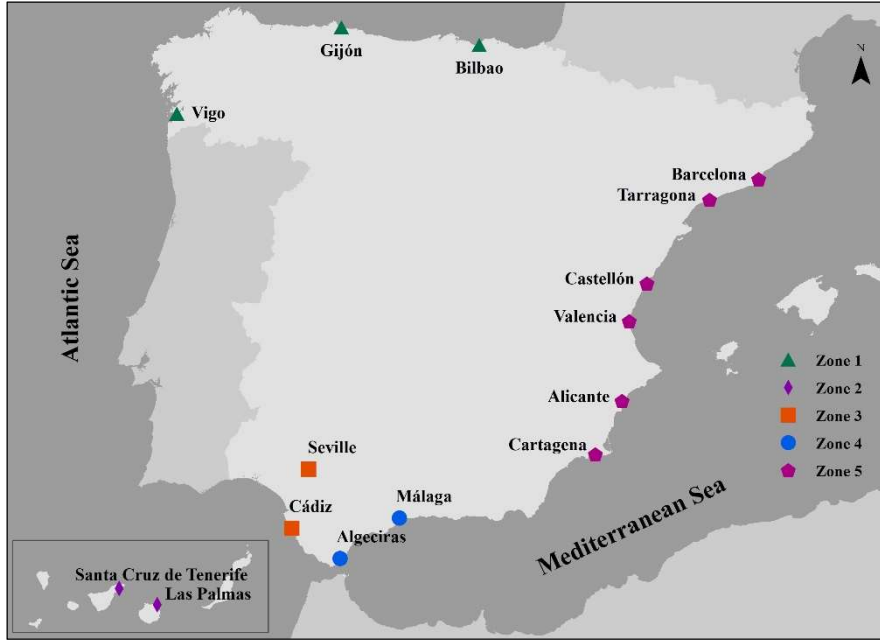 N
Gijón
Bilbao
Vigo
Barcelona
Tarragona
Atlantic Sea
Castellón
Valencia
Zone 1
Zone 2
Alicante
Zone 3
Cartagena
Zone 4
Seville
Zone 5
Málaga
Cádiz
Algeciras
Mediterranean Sea
Santa Cruz de Tenerife
Las Palmas